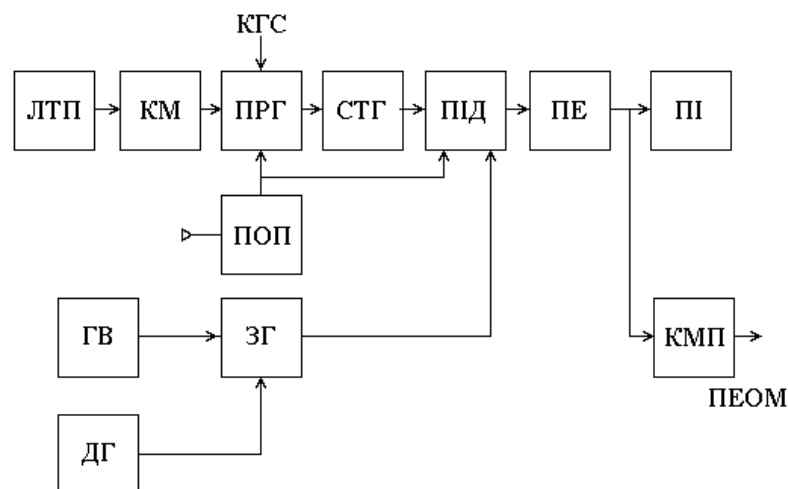 КГС
ЛТП КМ ПРГ СТГ ПІД ПЕ ПІ
ПОП
ГВ ЗГ КМП
ПЕОМ
ДГ